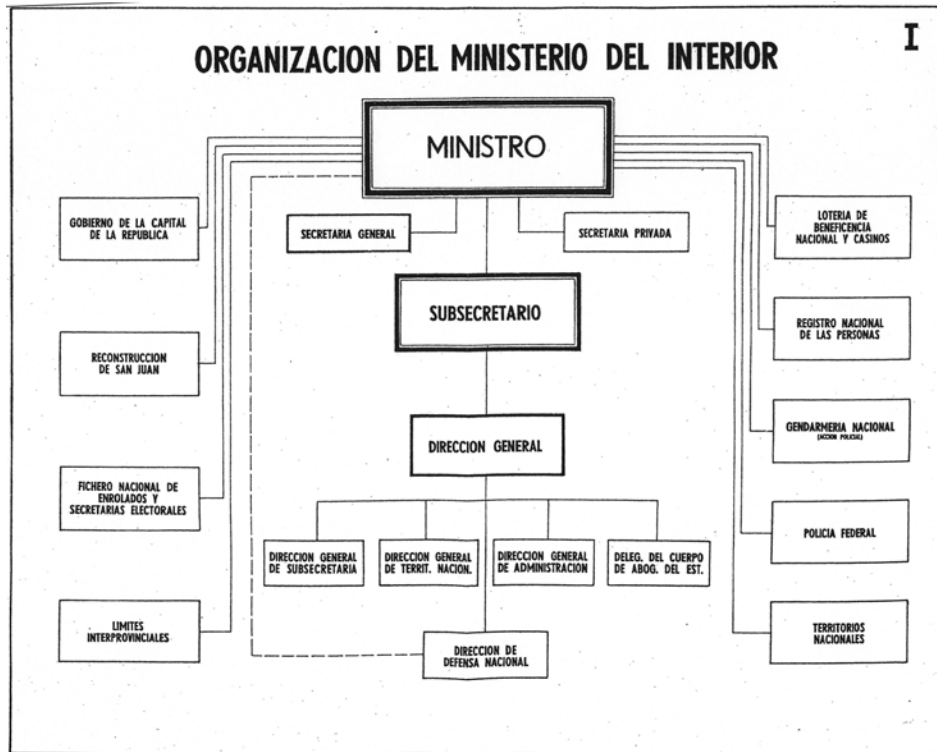 I
ORGANIZACION DEL MINISTERIO DEL INTERIOR
MINISTRO
GOBIERNO DE LA CAPITAL
DE LA REPUBLICA
SECRETARIA GENERAL
SECRETARIA PRIVADA
LOTERIA DE
BENEFICENCIA
NACIONAL Y CASINOS
SUBSECRETARIO
RECONSTRUCCION
DE SAN JUAN
REGISTRO NACIONAL
DE LAS PERSONAS
DIRECCION GENERAL
GENDARMERIA NACIONAL
(ACCION POLICIAL)
FICHERO NACIONAL DE
ENROLADOS Y
SECRETARIAS ELECTORALES
POLICIA FEDERAL
DIRECCION GENERAL
DE SUBSECRETARIA
DIRECCION GENERAL
DE TERRIT. NACION.
DIRECCION GENERAL
DE ADMINISTRACION
DELEG. DEL CUERPO
DE ABOG. DEL EST.
LIMITES
INTERPROVINCIALES
DIRECCION DE
DEFENSA NACIONAL
TERRITORIOS
NACIONALES